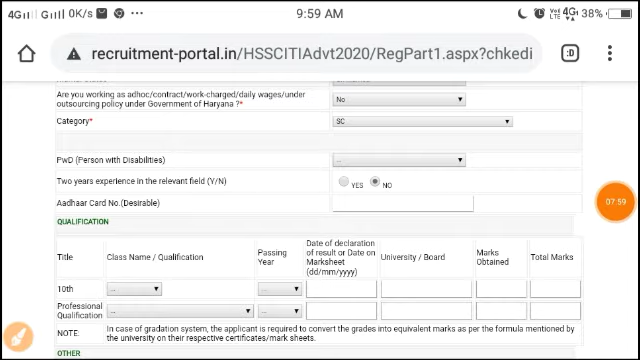 4G 0K/s ••• 9:59 AM VoLTE 4G 38%
recruitment-portal.in/HSSCITIAdvt2020/RegPart1.aspx?chkedi :D
Are you working as adhoc/contract/work-charged/daily wages/under No
outsourcing policy under Government of Haryana ?*
Category* SC
PwD (Person with Disabilities) ...
Two years experience in the relevant field (Y/N) YES NO
07:59
Aadhaar Card No.(Desirable)
QUALIFICATION
Title Class Name / Qualification Passing Year Date of declaration of result or Date on Marksheet (dd/mm/yyyy) University / Board Marks Obtained Total Marks
10th ... ...
Professional Qualification ... ...
NOTE: In case of gradation system, the applicant is required to convert the grades into equivalent marks as per the formula mentioned by
the university on their respective certificates/mark sheets.
OTHER